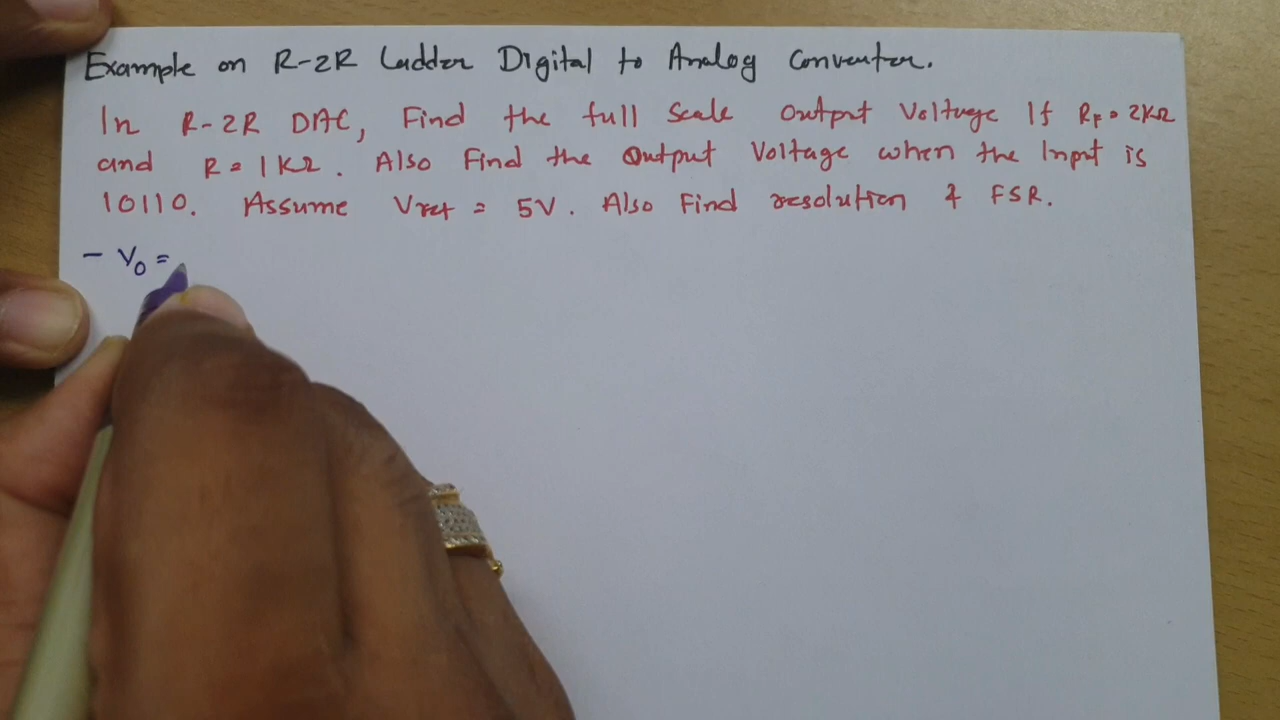 Example on R-2R Ladder Digital to Analog Converter.
In R-2R DAC, Find the full Scale Output Voltage If RF = 2KΩ
and R = 1KΩ. Also Find the Output Voltage when the Input is
10110. Assume Vref = 5V. Also Find resolution & FSR.
- V0 =